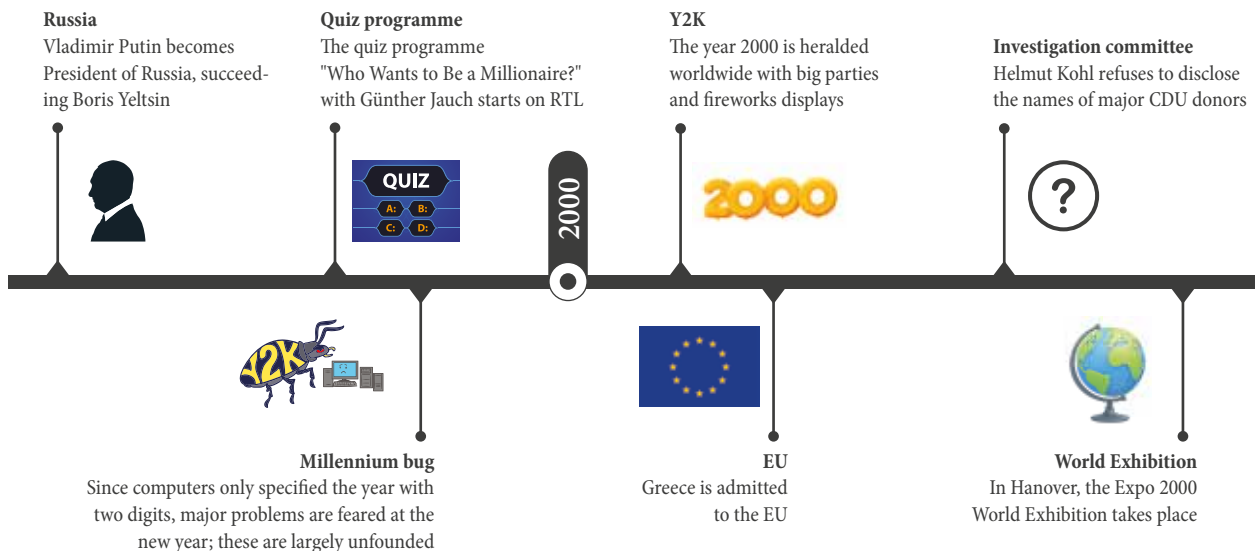 Russia
Vladimir Putin becomes
President of Russia, succeed-
ing Boris Yeltsin
Quiz programme
The quiz programme
"Who Wants to Be a Millionaire?"
with Günther Jauch starts on RTL
Y2K
The year 2000 is heralded
worldwide with big parties
and fireworks displays
Investigation committee
Helmut Kohl refuses to disclose
the names of major CDU donors
QUIZ
A: B:
C: D:
2000
2000
?
Y2K
Millennium bug
Since computers only specified the year with
two digits, major problems are feared at the
new year; these are largely unfounded
EU
Greece is admitted
to the EU
World Exhibition
In Hanover, the Expo 2000
World Exhibition takes place